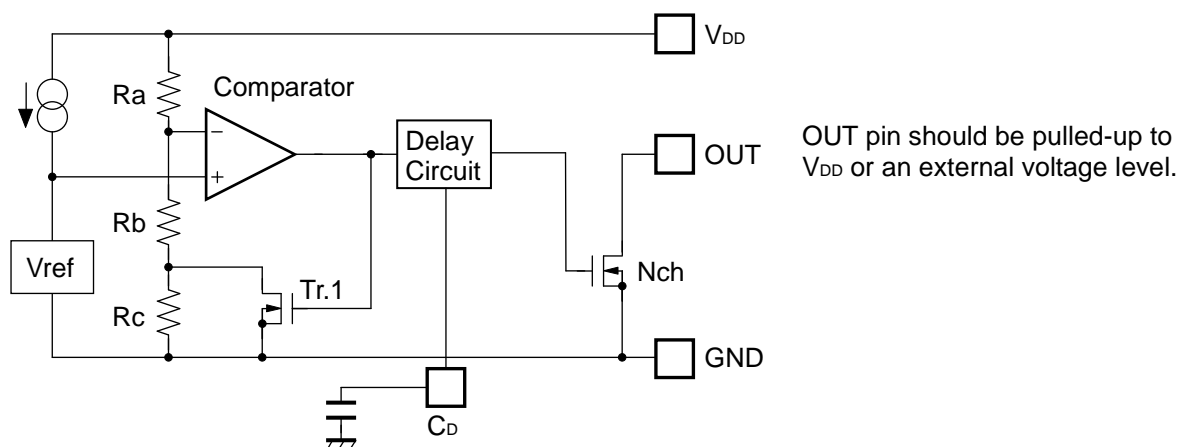 VDD
Ra
Comparator
−
+
Delay
Circuit
OUT
OUT pin should be pulled-up to
VDD or an external voltage level.
Rb
Vref
Tr.1
Nch
Rc
GND
CD